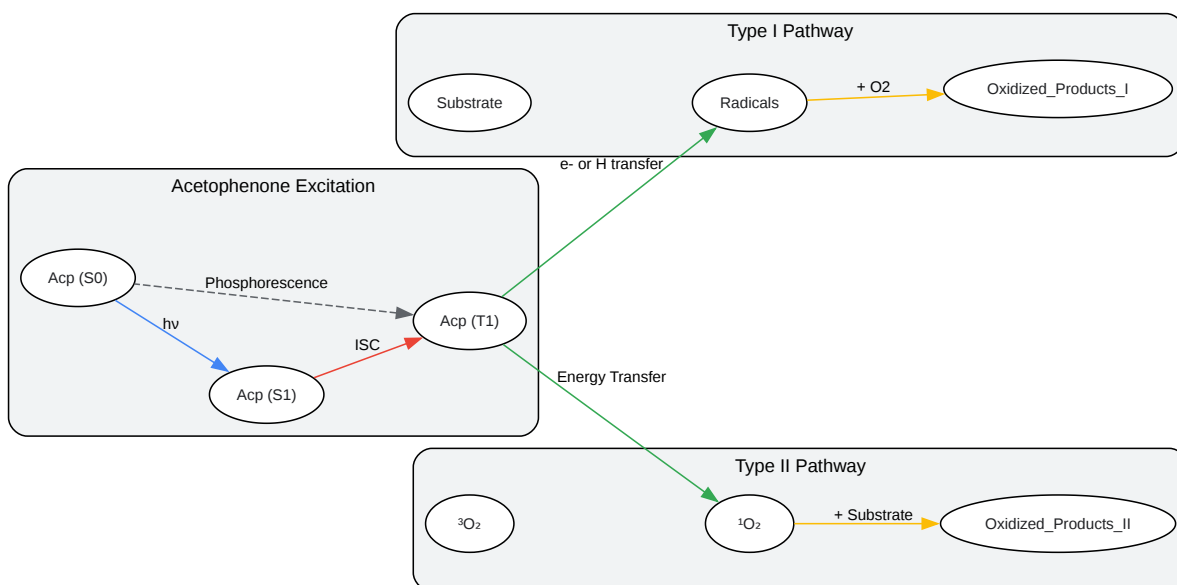 Type I Pathway
Substrate
Radicals
+ O2
Oxidized_Products_I
e- or H transfer
Acetophenone Excitation
Acp (S0)
Phosphorescence
hν
Acp (T1)
ISC
Acp (S1)
Energy Transfer
Type II Pathway
³O₂
¹O₂
+ Substrate
Oxidized_Products_II